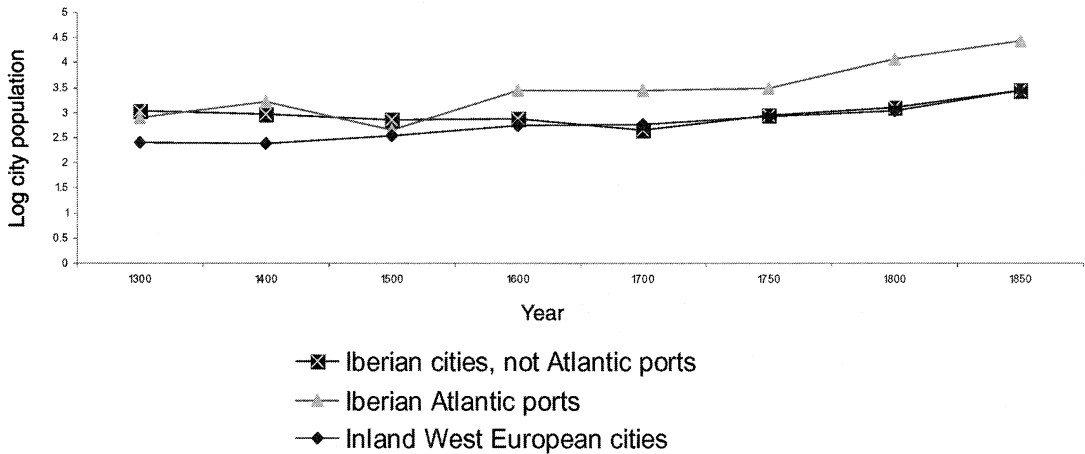 5
4.5
4
3.5
3
2.5
2
1.5
1
0.5
0
Log city population
1300 1400 1500 1600 1700 1750 1800 1850
Year
Iberian cities, not Atlantic ports
Iberian Atlantic ports
Inland West European cities